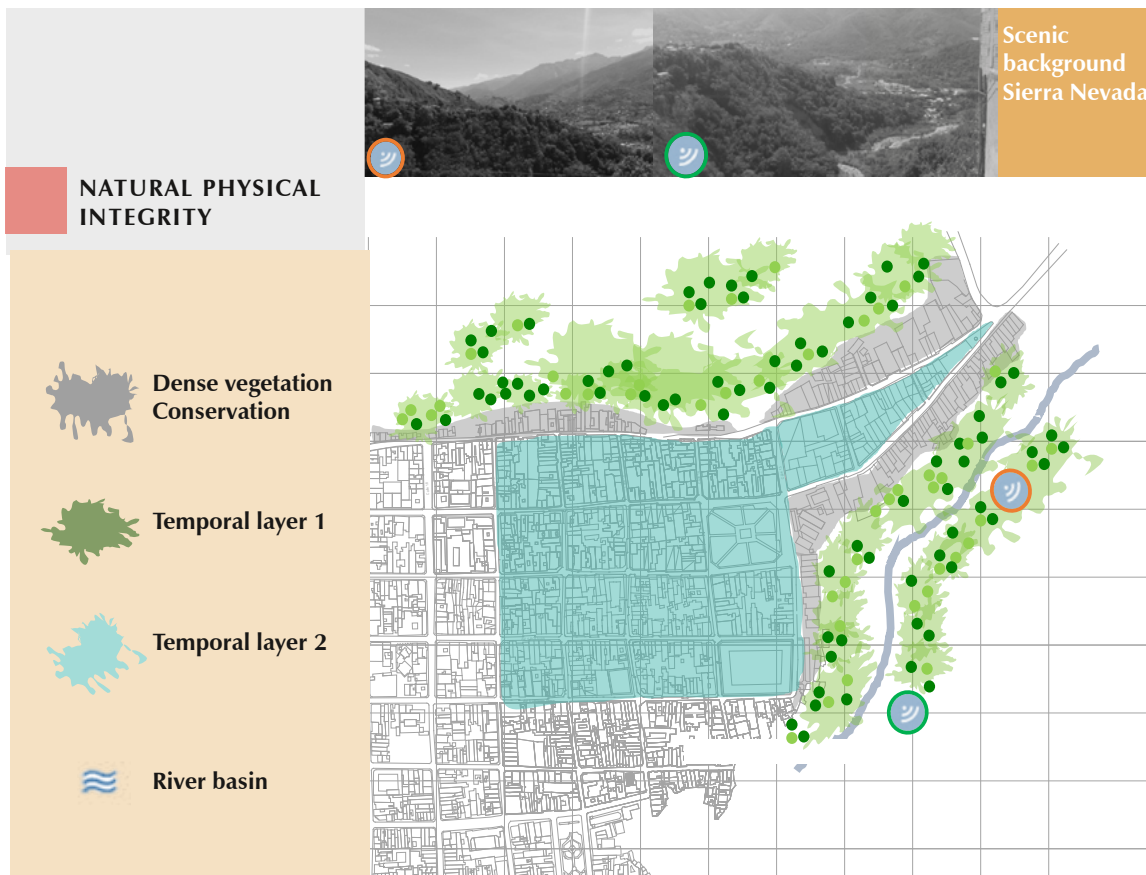 Scenic
background
Sierra Nevada
NATURAL PHYSICAL
INTEGRITY
Dense vegetation
Conservation
Temporal layer 1
Temporal layer 2
River basin